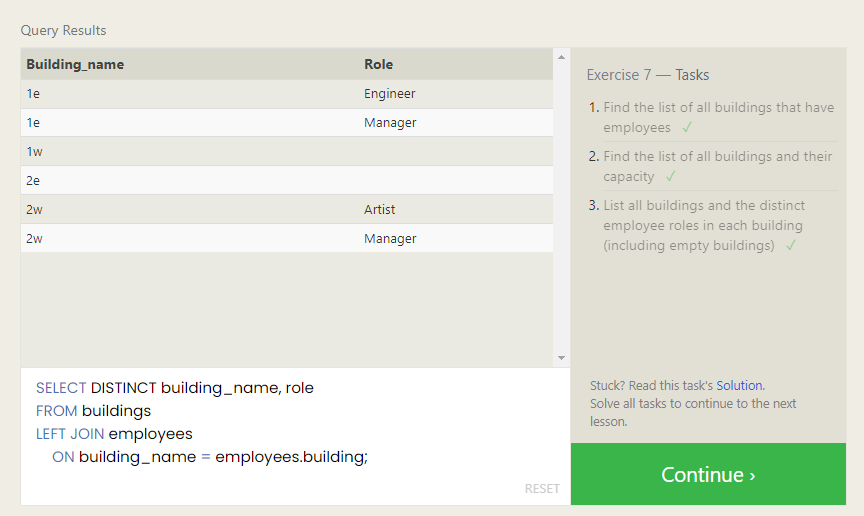 Query Results
Building_name Role
1e Engineer
1e Manager
1w
2e
2w Artist
2w Manager
SELECT DISTINCT building_name, role
FROM buildings
LEFT JOIN employees
ON building_name = employees.building;
RESET
Exercise 7 — Tasks
1. Find the list of all buildings that have
employees ✓
2. Find the list of all buildings and their
capacity ✓
3. List all buildings and the distinct
employee roles in each building
(including empty buildings) ✓
Stuck? Read this task's Solution.
Solve all tasks to continue to the next
lesson.
Continue ›